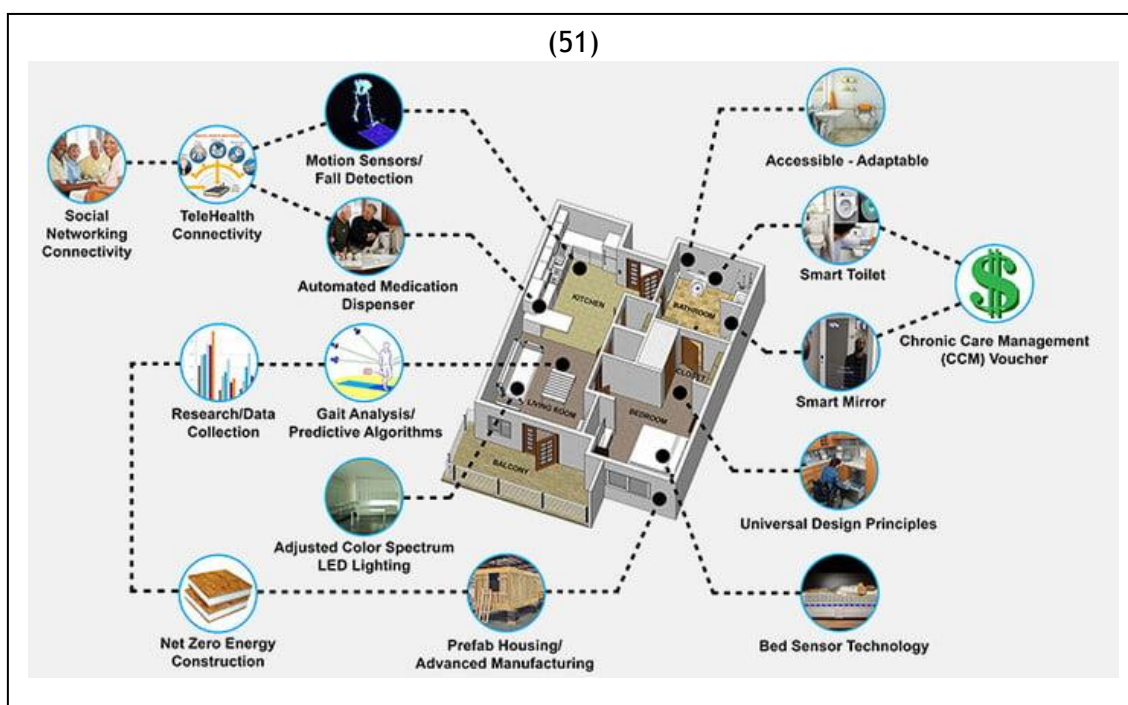 (51)
Motion Sensors/
Fall Detection
Social
Networking
Connectivity
TeleHealth
Connectivity
Automated Medication
Dispenser
Research/Data
Collection
Gait Analysis/
Predictive Algorithms
Adjusted Color Spectrum
LED Lighting
Net Zero Energy
Construction
Prefab Housing/
Advanced Manufacturing
KITCHEN
BATHROOM
CLOSET
LIVING ROOM
BEDROOM
BALCONY
Accessible - Adaptable
Smart Toilet
Chronic Care Management
(CCM) Voucher
Smart Mirror
Universal Design Principles
Bed Sensor Technology